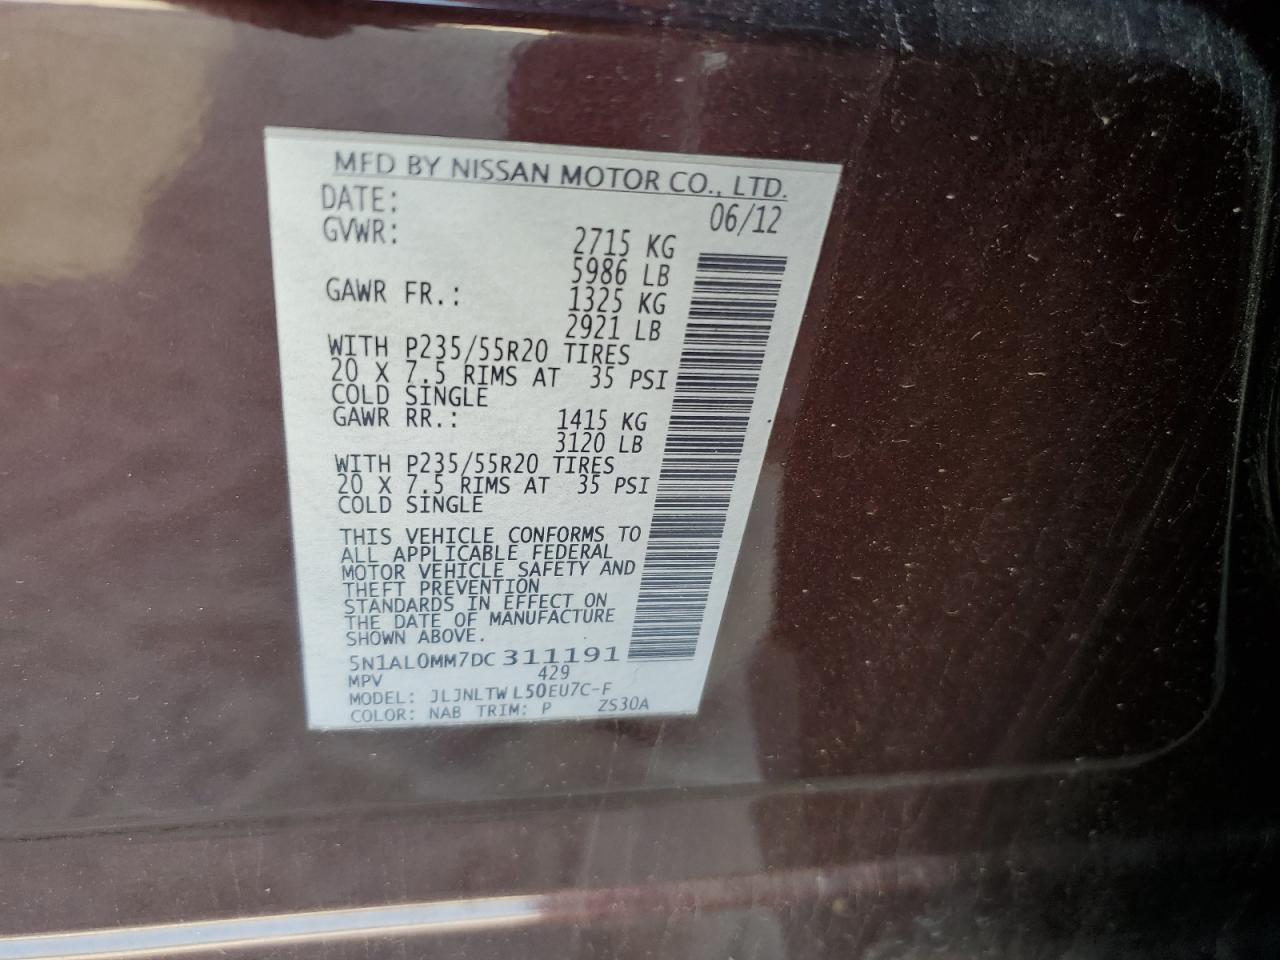 MFD BY NISSAN MOTOR CO., LTD.
DATE: 06/12
GVWR: 2715 KG
5986 LB
GAWR FR.: 1325 KG
2921 LB
WITH P235/55R20 TIRES
20 X 7.5 RIMS AT 35 PSI
COLD SINGLE
GAWR RR.: 1415 KG
3120 LB
WITH P235/55R20 TIRES
20 X 7.5 RIMS AT 35 PSI
COLD SINGLE
THIS VEHICLE CONFORMS TO
ALL APPLICABLE FEDERAL
MOTOR VEHICLE SAFETY AND
THEFT PREVENTION
STANDARDS IN EFFECT ON
THE DATE OF MANUFACTURE
SHOWN ABOVE.
5N1AL0MM7DC 311191
MPV 429
MODEL: JLJNLTW L50EU7C-F
COLOR: NAB TRIM: P ZS30A